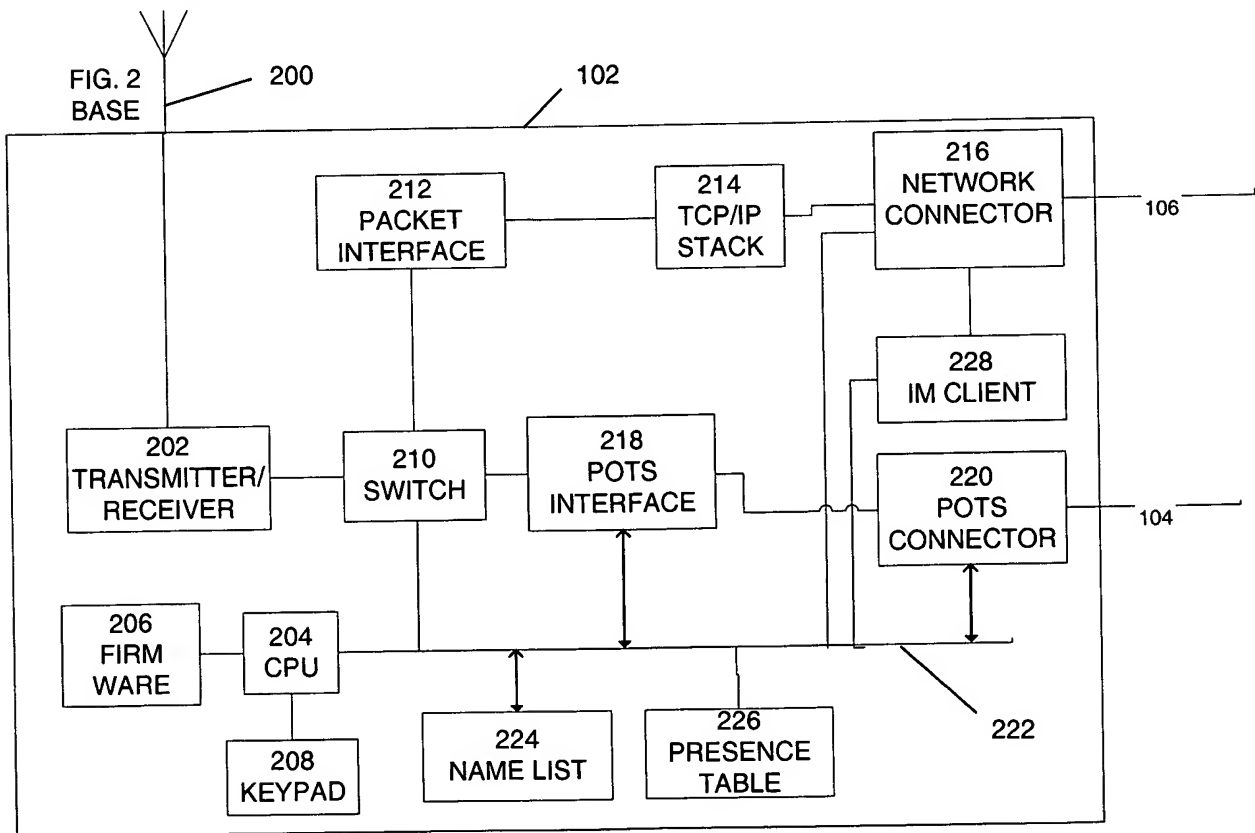 FIG. 2
BASE
200
102
212
PACKET
INTERFACE
214
TCP/IP
STACK
216
NETWORK
CONNECTOR
106
228
IM CLIENT
202
TRANSMITTER/
RECEIVER
210
SWITCH
218
POTS
INTERFACE
220
POTS
CONNECTOR
104
206
FIRM
WARE
204
CPU
208
KEYPAD
224
NAME LIST
226
PRESENCE
TABLE
222